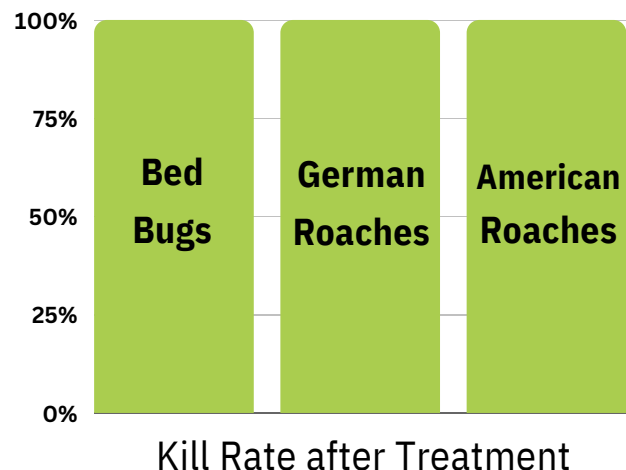 100%
75%
50%
25%
0%
Bed
Bugs
German
Roaches
American
Roaches
Kill Rate after Treatment